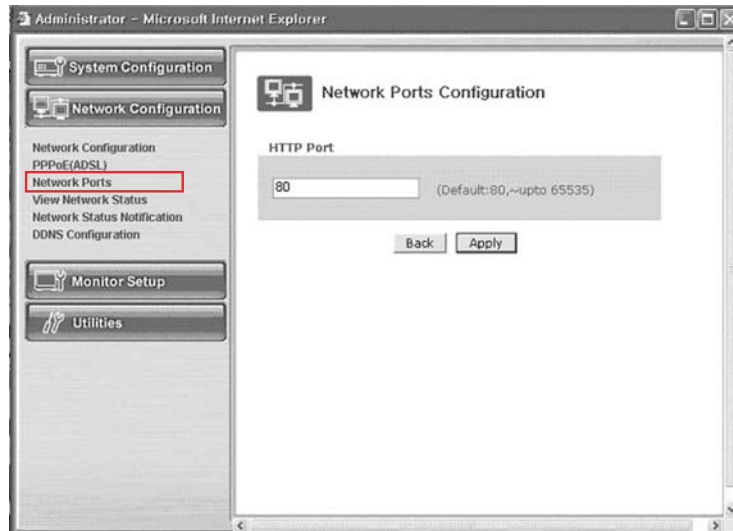 Administrator - Microsoft Internet Explorer
System Configuration
Network Configuration
Network Configuration
PPPoE(ADSL)
Network Ports
View Network Status
Network Status Notification
DDNS Configuration
Monitor Setup
Utilities
Network Ports Configuration
HTTP Port
80
(Default:80,~upto 65535)
Back
Apply